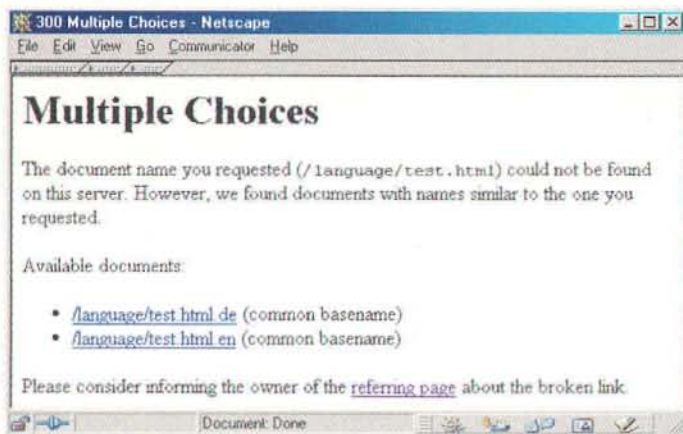 300 Multiple Choices - Netscape
File Edit View Go Communicator Help
Multiple Choices
The document name you requested (/language/test.html) could not be found
on this server. However, we found documents with names similar to the one you
requested.
Available documents:
• /language/test.html.de (common basename)
• /language/test.html.en (common basename)
Please consider informing the owner of the referring page about the broken link.
Document: Done